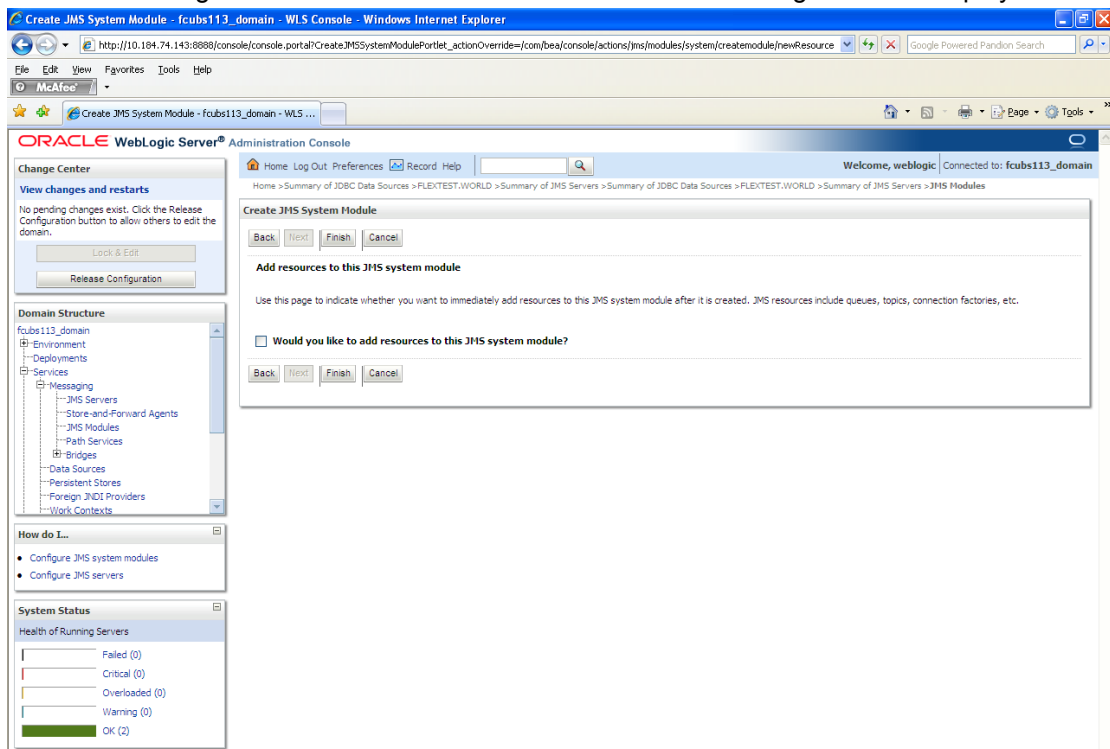 Create JMS System Module - fcubs113_domain - WLS Console - Windows Internet Explorer
http://10.184.74.143:8888/console/console.portal?CreateJMSSystemModulePortlet_actionOverride=/com/bea/console/actions/jms/modules/system/createmodule/newResource
Google Powered Pandion Search
File Edit View Favorites Tools Help
McAfee
Create JMS System Module - fcubs113_domain - WLS ...
Page Tools
ORACLE WebLogic Server® Administration Console
Change Center
View changes and restarts
No pending changes exist. Click the Release
Configuration button to allow others to edit the
domain.
Lock & Edit
Release Configuration
Domain Structure
fcubs113_domain
Environment
Deployments
Services
Messaging
JMS Servers
Store-and-Forward Agents
JMS Modules
Path Services
Bridges
Data Sources
Persistent Stores
Foreign JNDI Providers
Work Contexts
How do I...
Configure JMS system modules
Configure JMS servers
System Status
Health of Running Servers
Failed (0)
Critical (0)
Overloaded (0)
Warning (0)
OK (2)
Home Log Out Preferences Record Help
Welcome, weblogic Connected to: fcubs113_domain
Home >Summary of JDBC Data Sources >FLEXTEST.WORLD >Summary of JMS Servers >Summary of JDBC Data Sources >FLEXTEST.WORLD >Summary of JMS Servers >JMS Modules
Create JMS System Module
Back Next Finish Cancel
Add resources to this JMS system module
Use this page to indicate whether you want to immediately add resources to this JMS system module after it is created. JMS resources include queues, topics, connection factories, etc.
Would you like to add resources to this JMS system module?
Back Next Finish Cancel